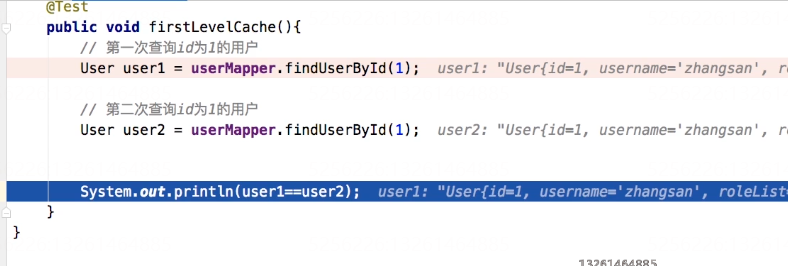 @Test
public void firstLevelCache(){
// 第一次查询id为1的用户
User user1 = userMapper.findUserById(1); user1: "User{id=1, username='zhangsan', ro
// 第二次查询id为1的用户
User user2 = userMapper.findUserById(1); user2: "User{id=1, username='zhangsan', ro
System.out.println(user1==user2); user1: "User{id=1, username='zhangsan', roleList
}
}
13261464885